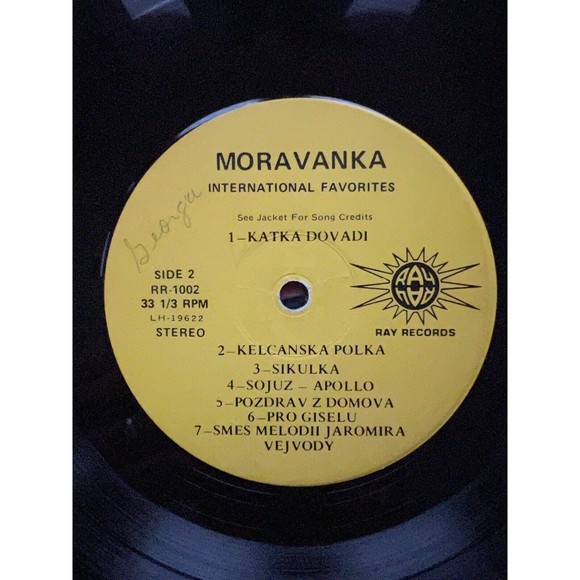 MORAVANKA
INTERNATIONAL FAVORITES
See Jacket For Song Credits
1–KATKA DOVADI
George
SIDE 2
RR-1002
33 1/3 RPM
LH-19622
STEREO
RAY
RAY RECORDS
2–KELCANSKA POLKA
3–SIKULKA
4–SOJUZ – APOLLO
5–POZDRAV Z DOMOVA
6–PRO GISELU
7–SMES MELODII JAROMIRA
VEJVODY